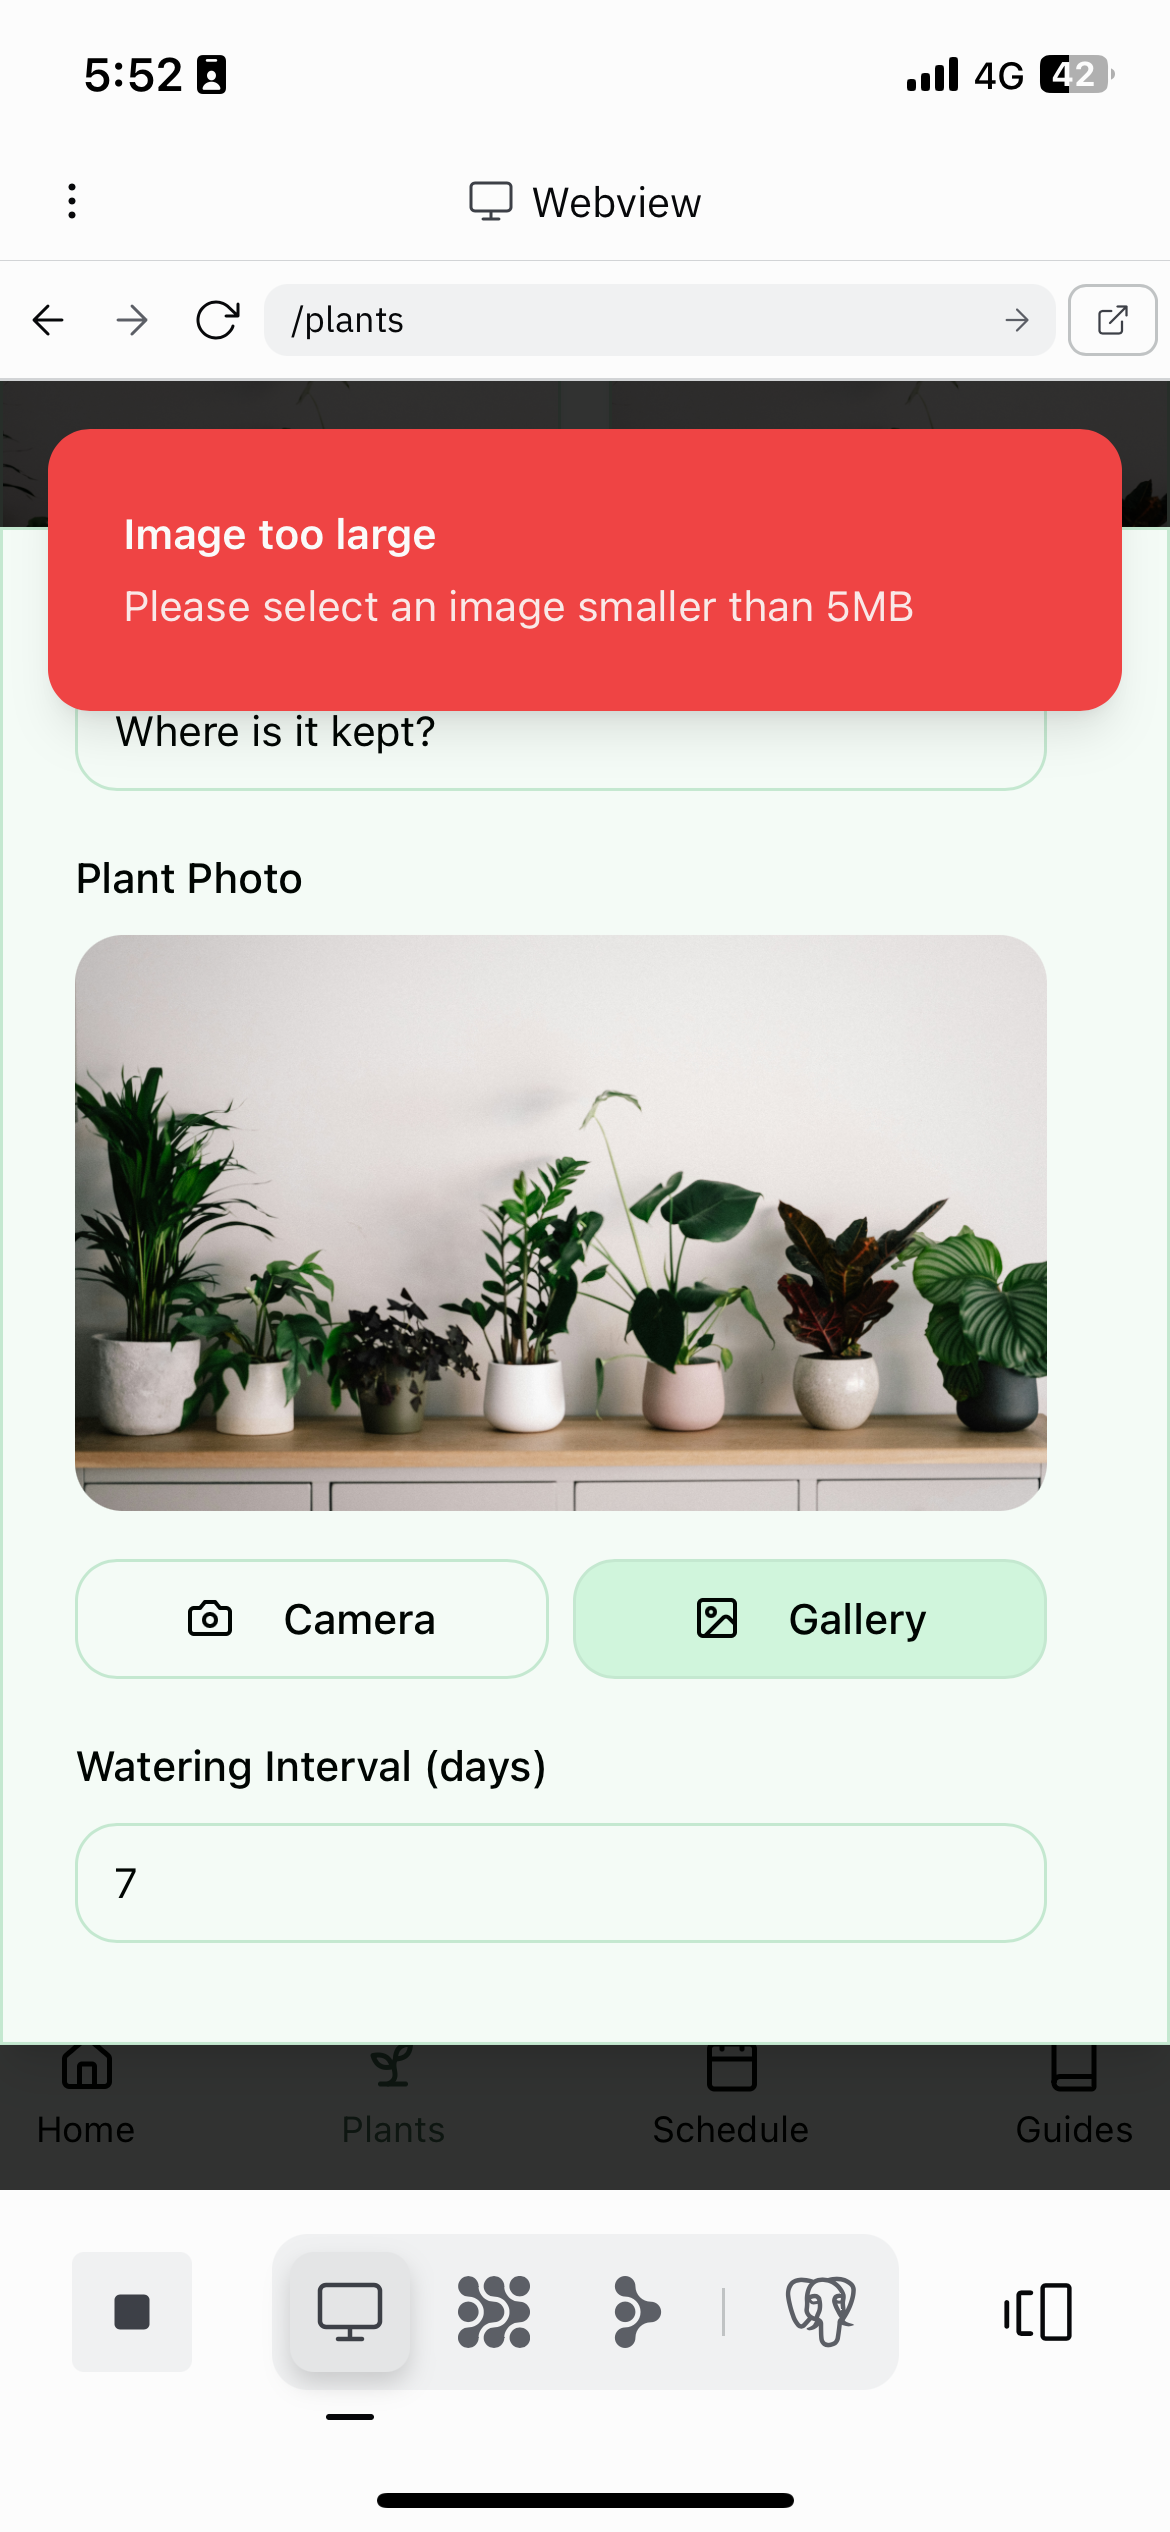 5:52
4G
42
Webview
/plants
Image too large
Please select an image smaller than 5MB
Where is it kept?
Plant Photo
Camera
Gallery
Watering Interval (days)
7
Home
Plants
Schedule
Guides